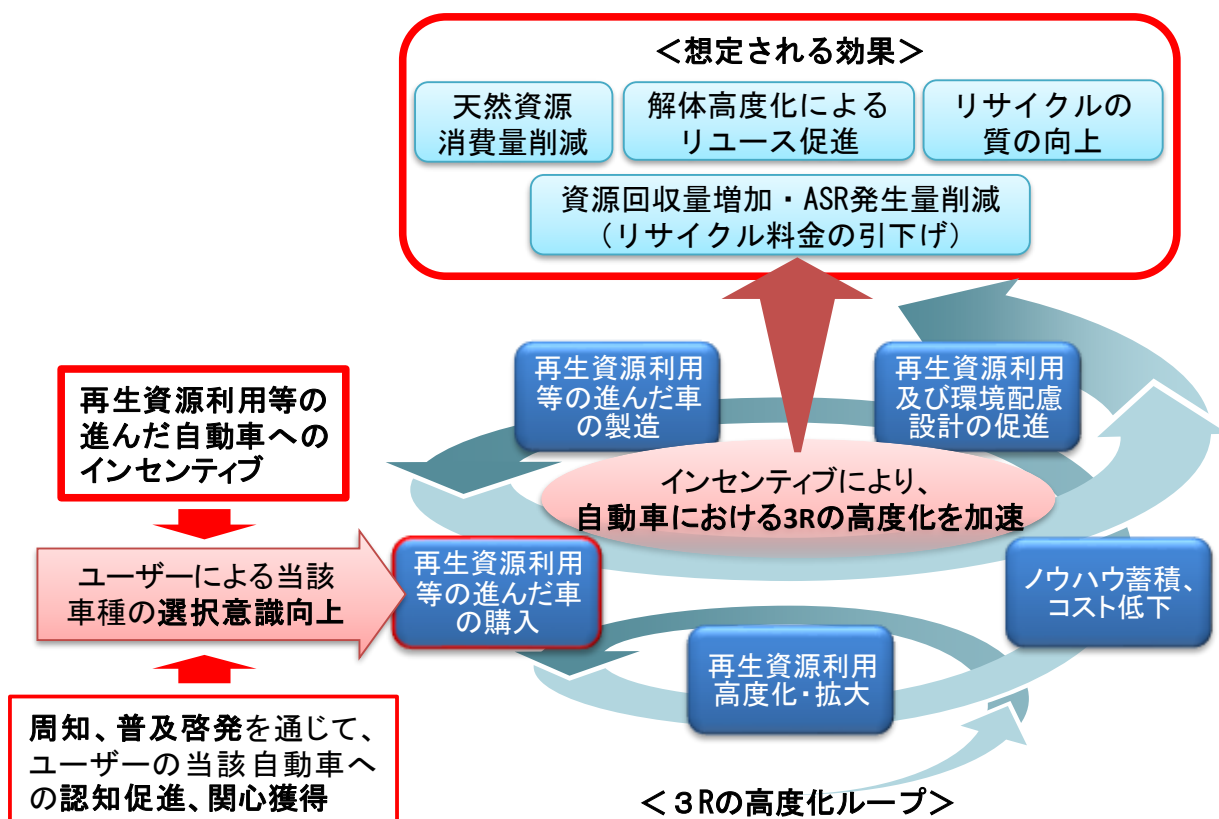 ＜想定される効果＞
天然資源
消費量削減
解体高度化による
リユース促進
リサイクルの
質の向上
資源回収量増加・ASR発生量削減
（リサイクル料金の引下げ）
再生資源利用
等の進んだ車
の製造
再生資源利用
及び環境配慮
設計の促進
再生資源利用等の
進んだ自動車への
インセンティブ
インセンティブにより、
自動車における3Rの高度化を加速
ユーザーによる当該
車種の選択意識向上
再生資源利用
等の進んだ車
の購入
ノウハウ蓄積、
コスト低下
再生資源利用
高度化・拡大
周知、普及啓発を通じて、
ユーザーの当該自動車へ
の認知促進、関心獲得
＜３Rの高度化ループ＞